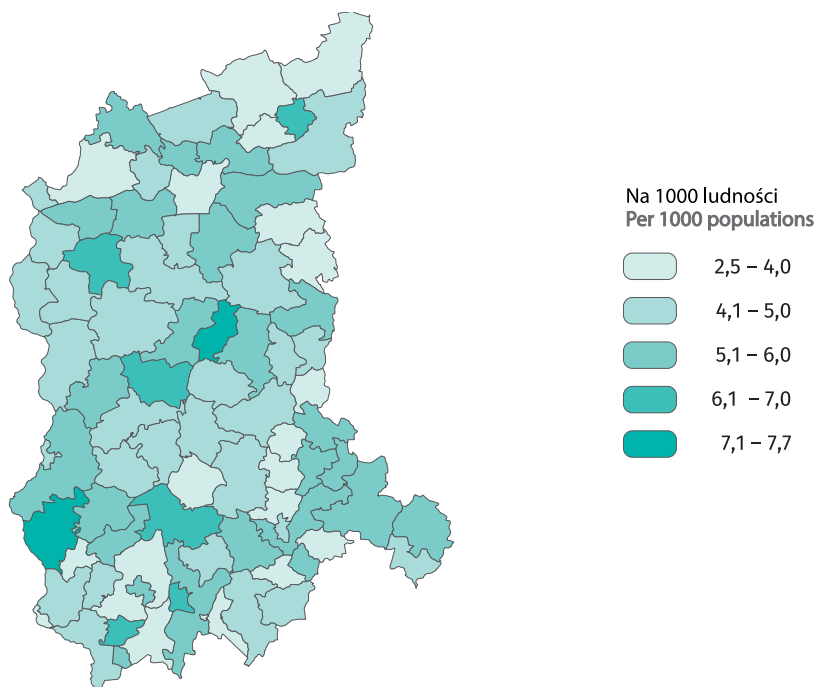 Na 1000 ludności
Per 1000 populations
2,5 – 4,0
4,1 – 5,0
5,1 – 6,0
6,1 – 7,0
7,1 – 7,7